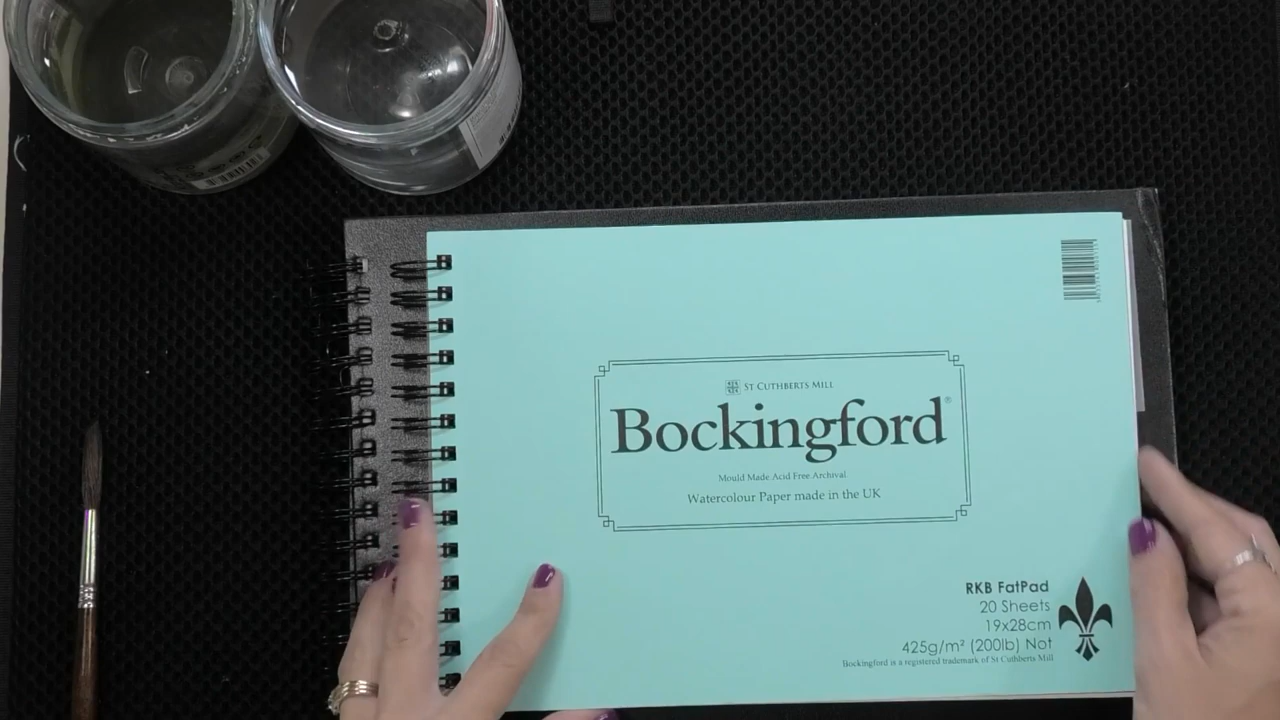 St Cuthberts Mill
Bockingford®
Mould Made Acid Free Archival.
Watercolour Paper made in the UK
RKB FatPad
20 Sheets
19x28cm
425g/m² (200lb) Not
Bockingford is a registered trademark of St Cuthberts Mill